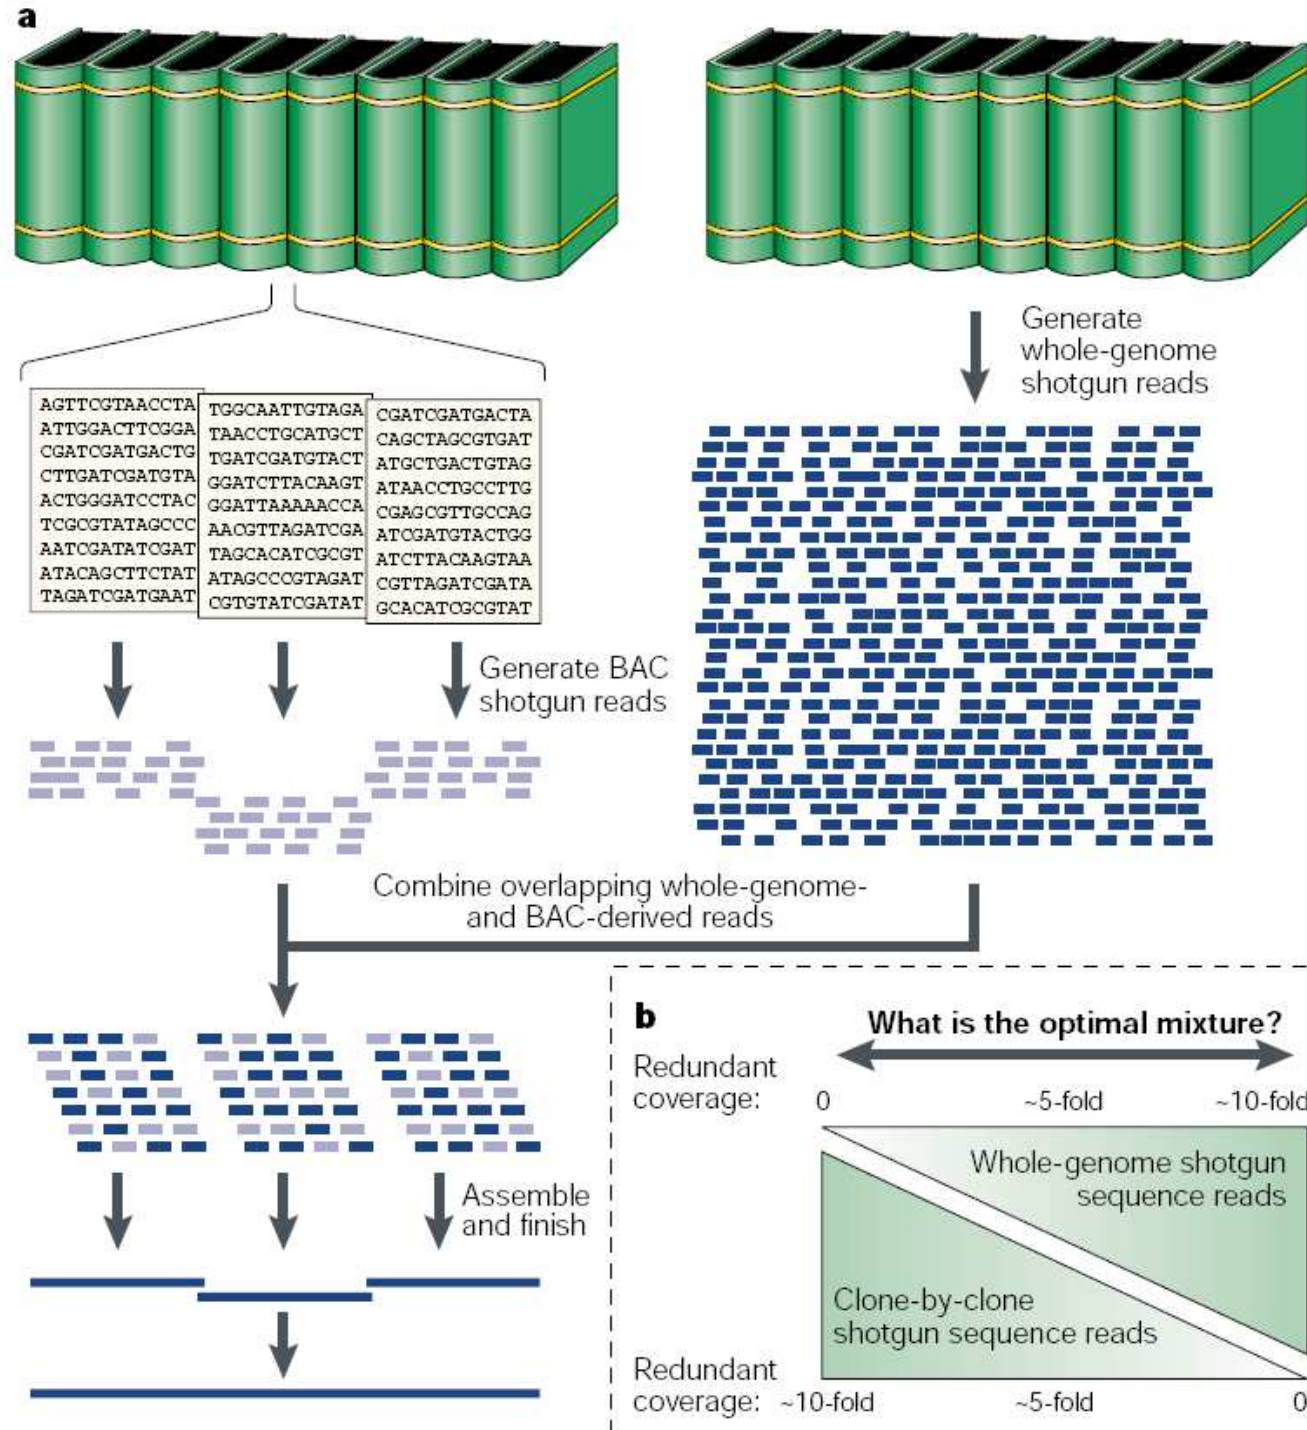 a
Generate
whole-genome
shotgun reads
AGTTCGTAACCTA
ATTGGACTTCGGA
CGATCGATGACTG
CTTGATCGATGTA
ACTGGGATCCTAC
TCGCGTATAGCCC
AATCGATATCGAT
ATACAGCTTCTAT
TAGATCGATGAAT
TGGCAATTGTAGA
TAACCTGCATGCT
TGATCGATGTACT
GGATCTTACAAGT
GGATTAAAAACCA
AACGTTAGATCGA
TAGCACATCGCGT
ATAGCCCGTAGAT
CGTGTATCGATAT
CGATCGATGACTA
CAGCTAGCGTGAT
ATGCTGACTGTAG
ATAACCTGCCTTG
CGAGCGTTGCCAG
ATCGATGTACTGG
ATCTTACAAGTAA
CGTTAGATCGATA
GCACATCGCGTAT
Generate BAC
shotgun reads
Combine overlapping whole-genome-
and BAC-derived reads
Assemble
and finish
b
What is the optimal mixture?
Redundant
coverage: 0 ~5-fold ~10-fold
Whole-genome shotgun
sequence reads
Clone-by-clone
shotgun sequence reads
Redundant
coverage: ~10-fold ~5-fold 0